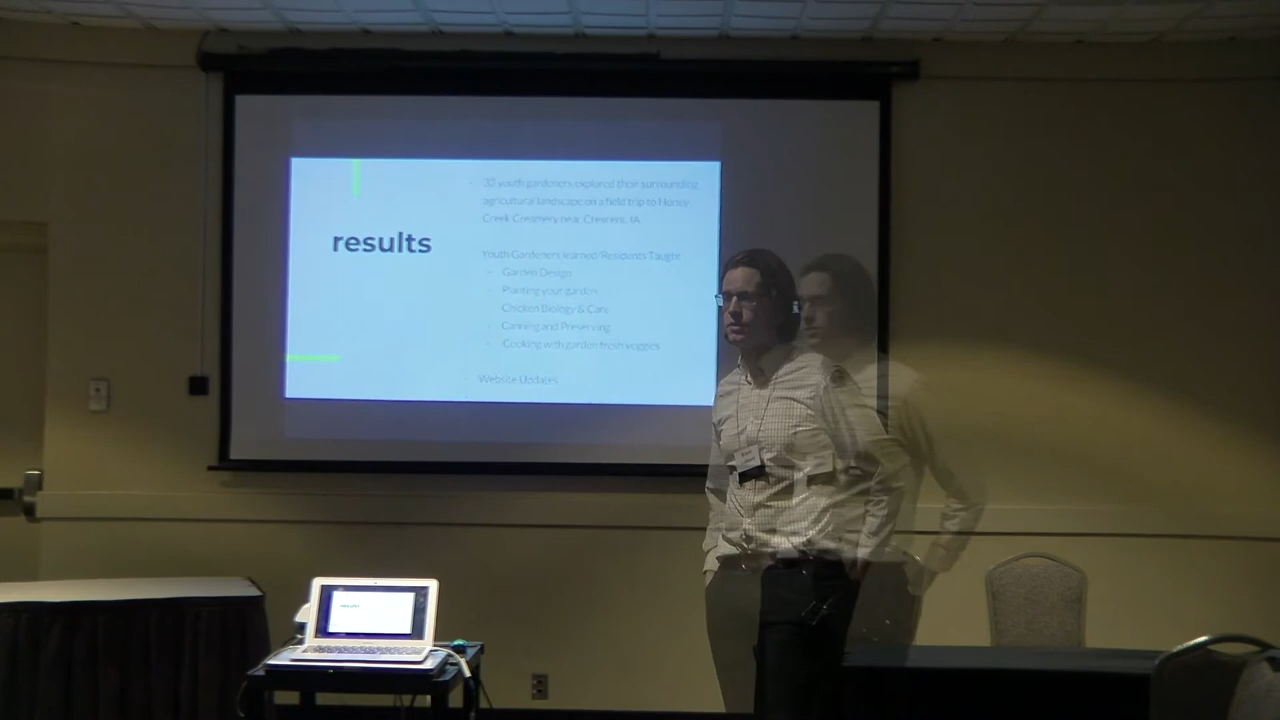 results
32 youth gardeners explored their surrounding
agricultural landscape on a field trip to Honey
Creek Creamery near Crescent, IA
Youth Gardeners learned/Residents Taught
- Garden Design
- Planting your garden
Chicken Biology & Care
- Canning and Preserving
- Cooking with garden fresh veggies
- Website Updates
results